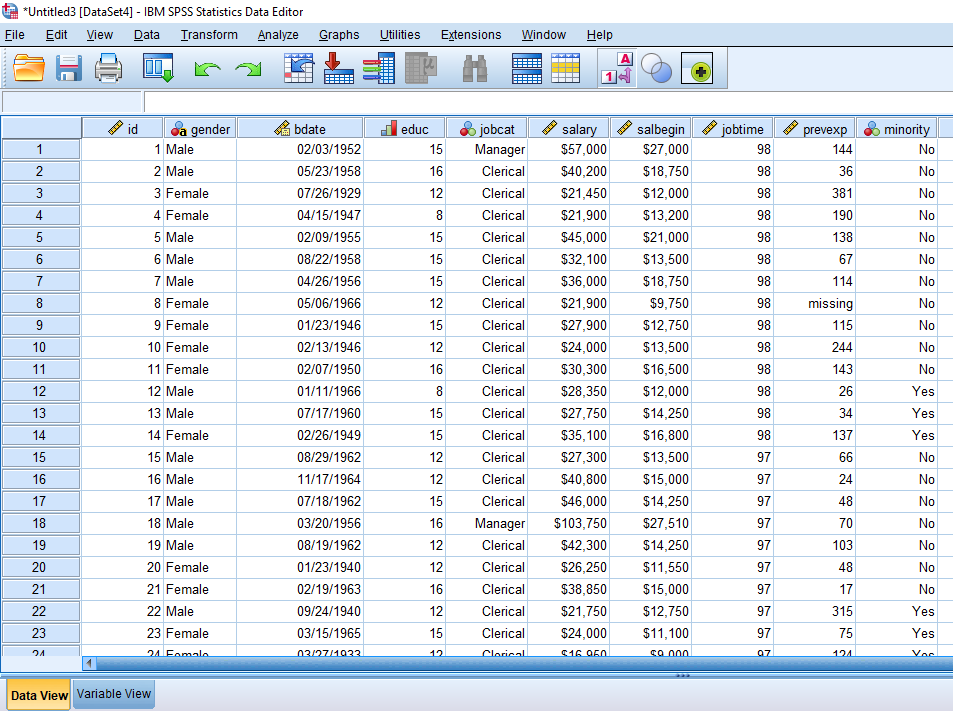 *Untitled3 [DataSet4] - IBM SPSS Statistics Data Editor
File Edit View Data Transform Analyze Graphs Utilities Extensions Window Help
1 A
id gender bdate educ jobcat salary salbegin jobtime prevexp minority
1 1 Male 02/03/1952 15 Manager $57,000 $27,000 98 144 No
2 2 Male 05/23/1958 16 Clerical $40,200 $18,750 98 36 No
3 3 Female 07/26/1929 12 Clerical $21,450 $12,000 98 381 No
4 4 Female 04/15/1947 8 Clerical $21,900 $13,200 98 190 No
5 5 Male 02/09/1955 15 Clerical $45,000 $21,000 98 138 No
6 6 Male 08/22/1958 15 Clerical $32,100 $13,500 98 67 No
7 7 Male 04/26/1956 15 Clerical $36,000 $18,750 98 114 No
8 8 Female 05/06/1966 12 Clerical $21,900 $9,750 98 missing No
9 9 Female 01/23/1946 15 Clerical $27,900 $12,750 98 115 No
10 10 Female 02/13/1946 12 Clerical $24,000 $13,500 98 244 No
11 11 Female 02/07/1950 16 Clerical $30,300 $16,500 98 143 No
12 12 Male 01/11/1966 8 Clerical $28,350 $12,000 98 26 Yes
13 13 Male 07/17/1960 15 Clerical $27,750 $14,250 98 34 Yes
14 14 Female 02/26/1949 15 Clerical $35,100 $16,800 98 137 Yes
15 15 Male 08/29/1962 12 Clerical $27,300 $13,500 97 66 No
16 16 Male 11/17/1964 12 Clerical $40,800 $15,000 97 24 No
17 17 Male 07/18/1962 15 Clerical $46,000 $14,250 97 48 No
18 18 Male 03/20/1956 16 Manager $103,750 $27,510 97 70 No
19 19 Male 08/19/1962 12 Clerical $42,300 $14,250 97 103 No
20 20 Female 01/23/1940 12 Clerical $26,250 $11,550 97 48 No
21 21 Female 02/19/1963 16 Clerical $38,850 $15,000 97 17 No
22 22 Male 09/24/1940 12 Clerical $21,750 $12,750 97 315 Yes
23 23 Female 03/15/1965 15 Clerical $24,000 $11,100 97 75 Yes
24 24 Female 03/27/1933 12 Clerical $16,950 $9,000 97 124 Yes
Data View Variable View